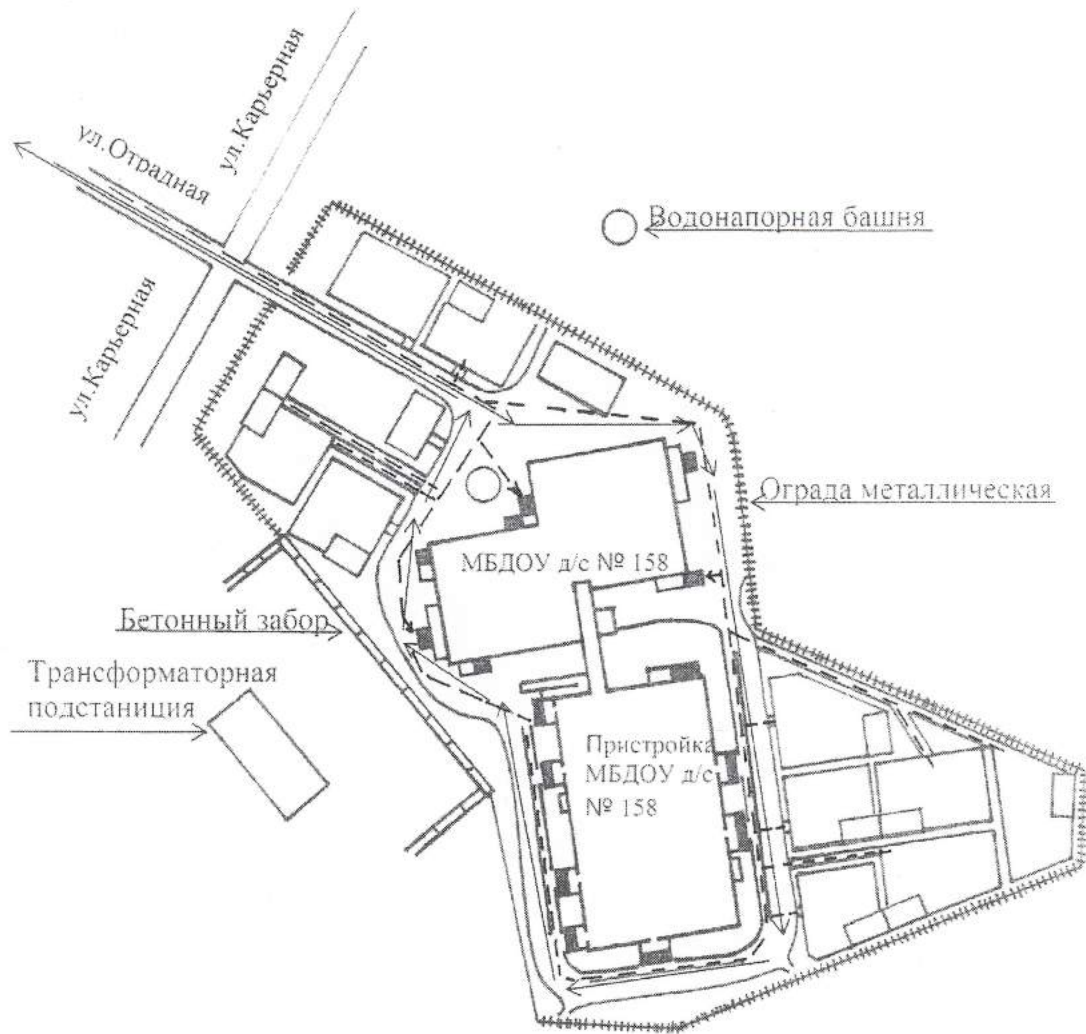 ул.Карьерная
ул.Отрадная
Водонапорная башня
ул.Карьерная
Ограда металлическая
МБДОУ д/с № 158
Бетонный забор
Трансформаторная
подстаниция
Пристройка
МБДОУ д/с
№ 158